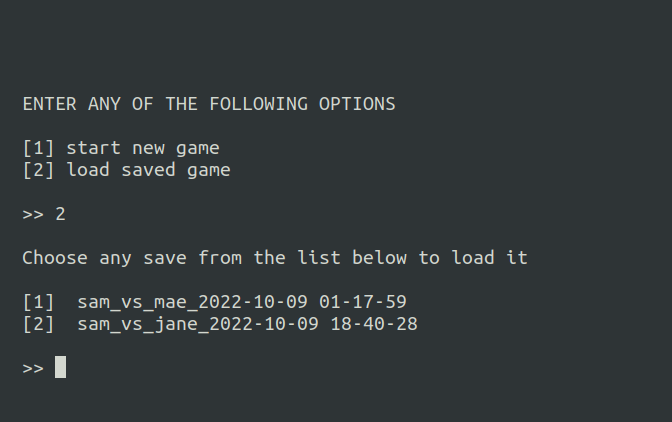 ENTER ANY OF THE FOLLOWING OPTIONS
[1] start new game
[2] load saved game
>> 2
Choose any save from the list below to load it
[1]  sam_vs_mae_2022-10-09 01-17-59
[2]  sam_vs_jane_2022-10-09 18-40-28
>>